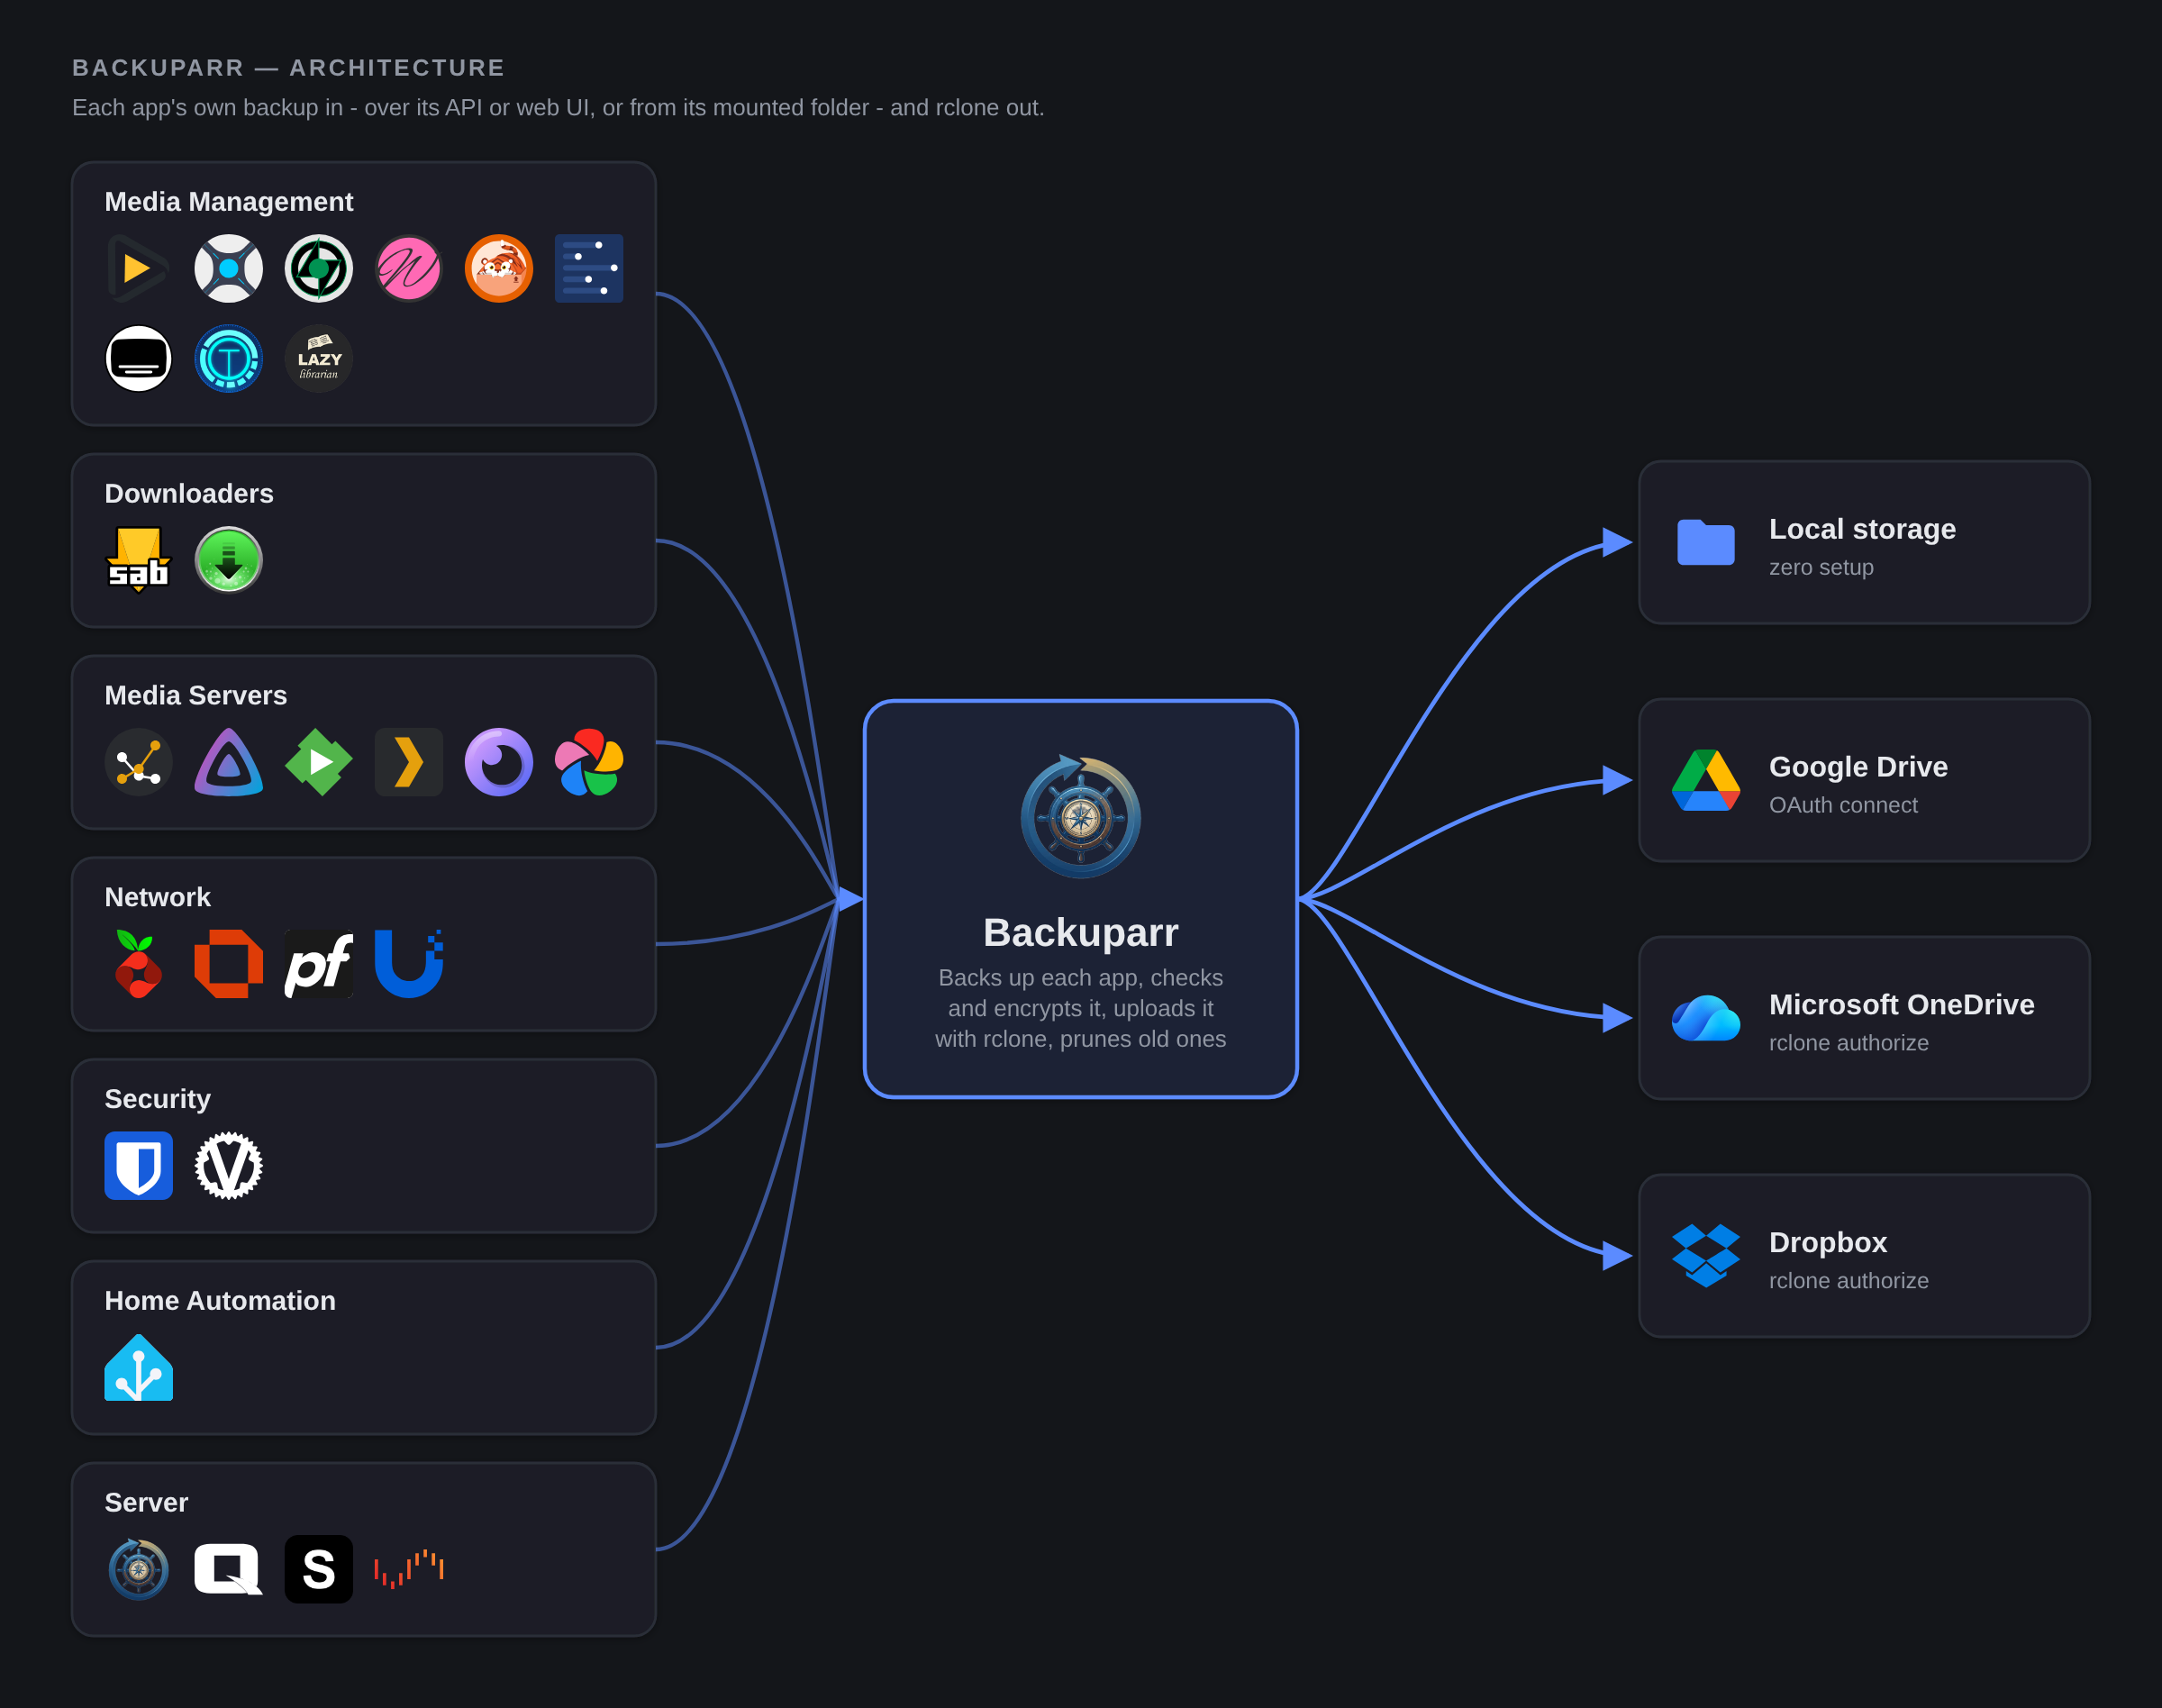 BACKUPARR — ARCHITECTURE
Each app's own backup in - over its API or web UI, or from its mounted folder - and rclone out.
Media Management
W
T
LAZY
librarian
Downloaders
sab
Media Servers
Network
pf
U
Security
V
Home Automation
Server
Q
S
Backuparr
Backs up each app, checks
and encrypts it, uploads it
with rclone, prunes old ones
Local storage
zero setup
Google Drive
OAuth connect
Microsoft OneDrive
rclone authorize
Dropbox
rclone authorize